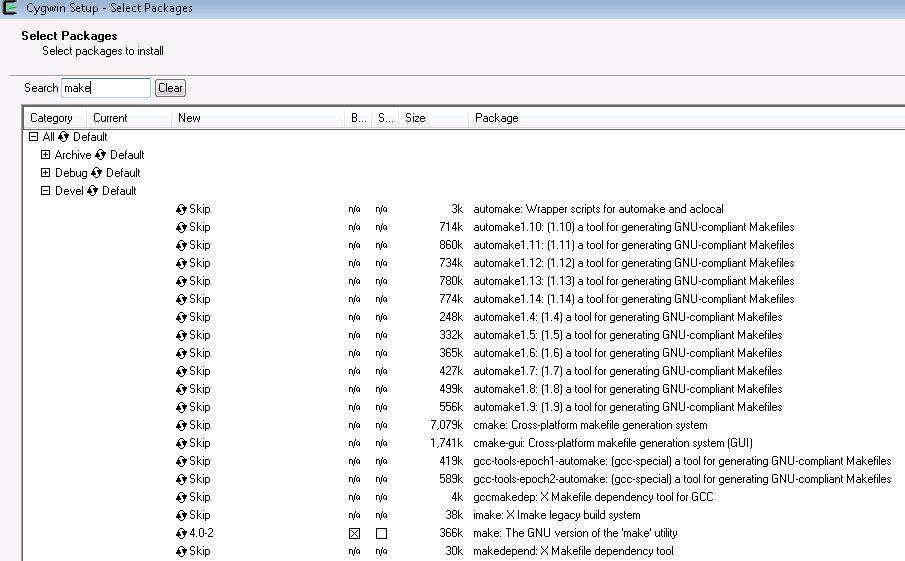 Cygwin Setup - Select Packages
Select Packages
Select packages to install
Search make Clear
Category Current New B... S... Size Package
All Default
Archive Default
Debug Default
Devel Default
Skip n/a n/a 3k automake: Wrapper scripts for automake and aclocal
Skip n/a n/a 714k automake1.10: (1.10) a tool for generating GNU-compliant Makefiles
Skip n/a n/a 860k automake1.11: (1.11) a tool for generating GNU-compliant Makefiles
Skip n/a n/a 734k automake1.12: (1.12) a tool for generating GNU-compliant Makefiles
Skip n/a n/a 780k automake1.13: (1.13) a tool for generating GNU-compliant Makefiles
Skip n/a n/a 774k automake1.14: (1.14) a tool for generating GNU-compliant Makefiles
Skip n/a n/a 248k automake1.4: (1.4) a tool for generating GNU-compliant Makefiles
Skip n/a n/a 332k automake1.5: (1.5) a tool for generating GNU-compliant Makefiles
Skip n/a n/a 365k automake1.6: (1.6) a tool for generating GNU-compliant Makefiles
Skip n/a n/a 427k automake1.7: (1.7) a tool for generating GNU-compliant Makefiles
Skip n/a n/a 499k automake1.8: (1.8) a tool for generating GNU-compliant Makefiles
Skip n/a n/a 556k automake1.9: (1.9) a tool for generating GNU-compliant Makefiles
Skip n/a n/a 7,079k cmake: Cross-platform makefile generation system
Skip n/a n/a 1,741k cmake-gui: Cross-platform makefile generation system (GUI)
Skip n/a n/a 419k gcc-tools-epoch1-automake: (gcc-special) a tool for generating GNU-compliant Makefiles
Skip n/a n/a 589k gcc-tools-epoch2-automake: (gcc-special) a tool for generating GNU-compliant Makefiles
Skip n/a n/a 4k gccmakedep: X Makefile dependency tool for GCC
Skip n/a n/a 38k imake: X Imake legacy build system
4.0-2 366k make: The GNU version of the 'make' utility
Skip n/a n/a 30k makedepend: X Makefile dependency tool